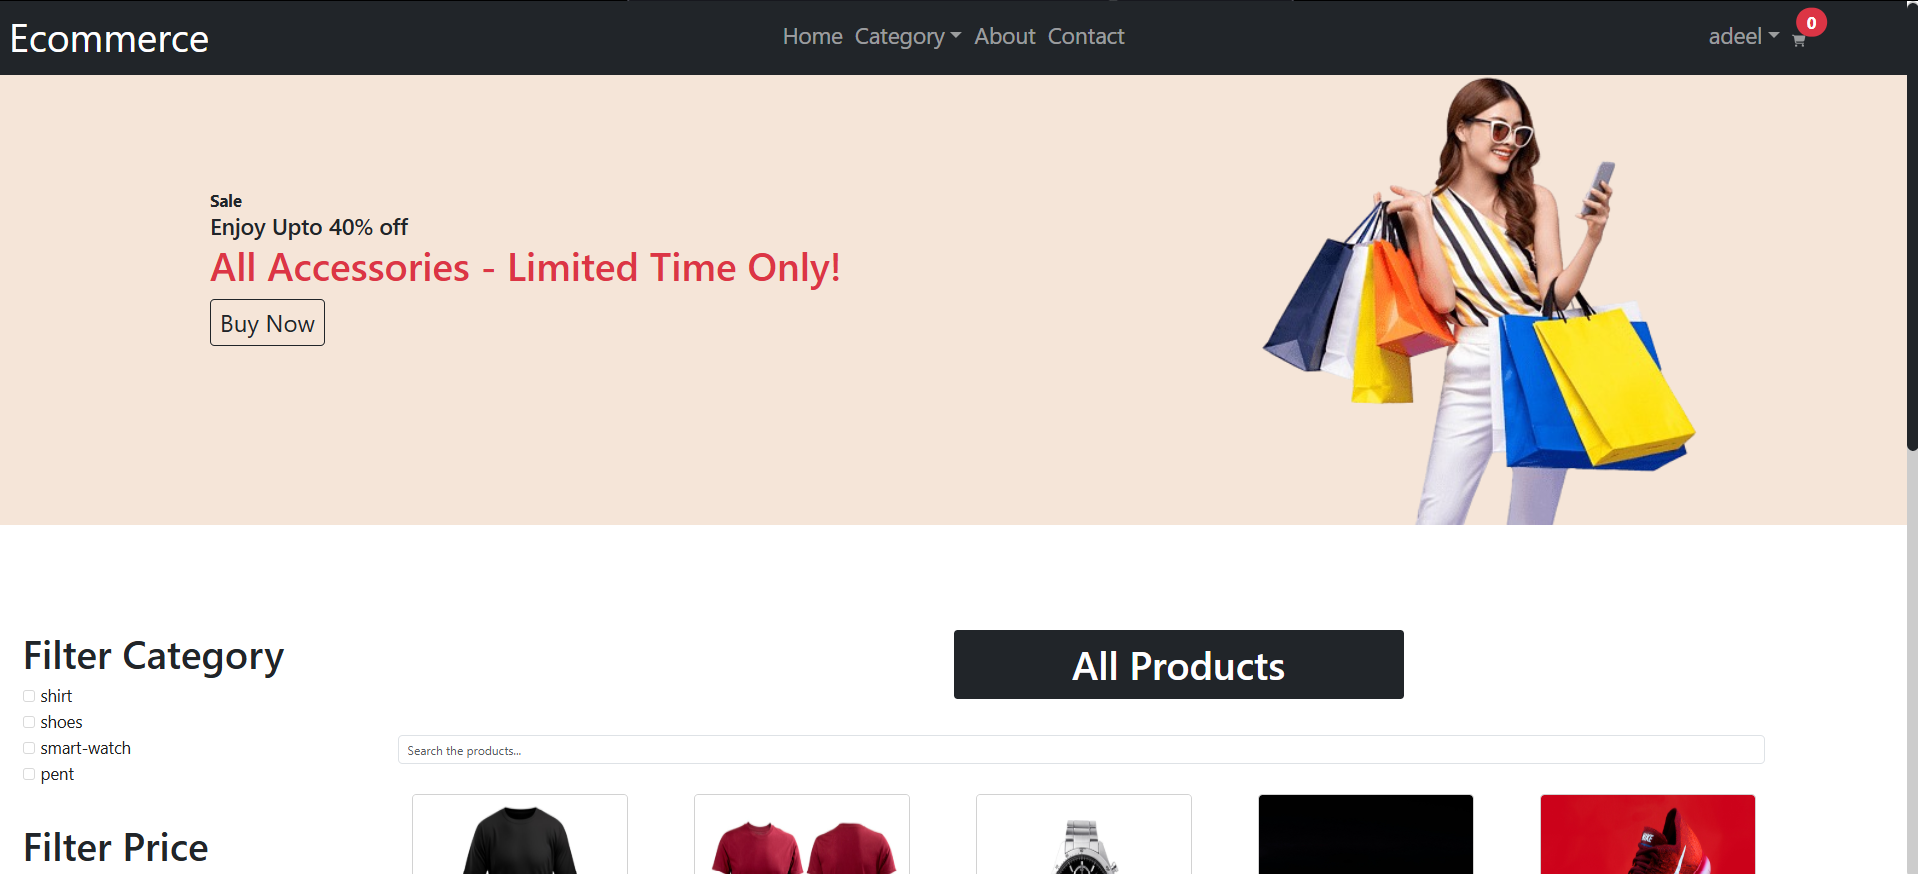 Ecommerce
Home Category About Contact
adeel 0
Sale
Enjoy Upto 40% off
All Accessories - Limited Time Only!
Buy Now
Filter Category
shirt
shoes
smart-watch
pent
Filter Price
All Products
Search the products...
NIKE